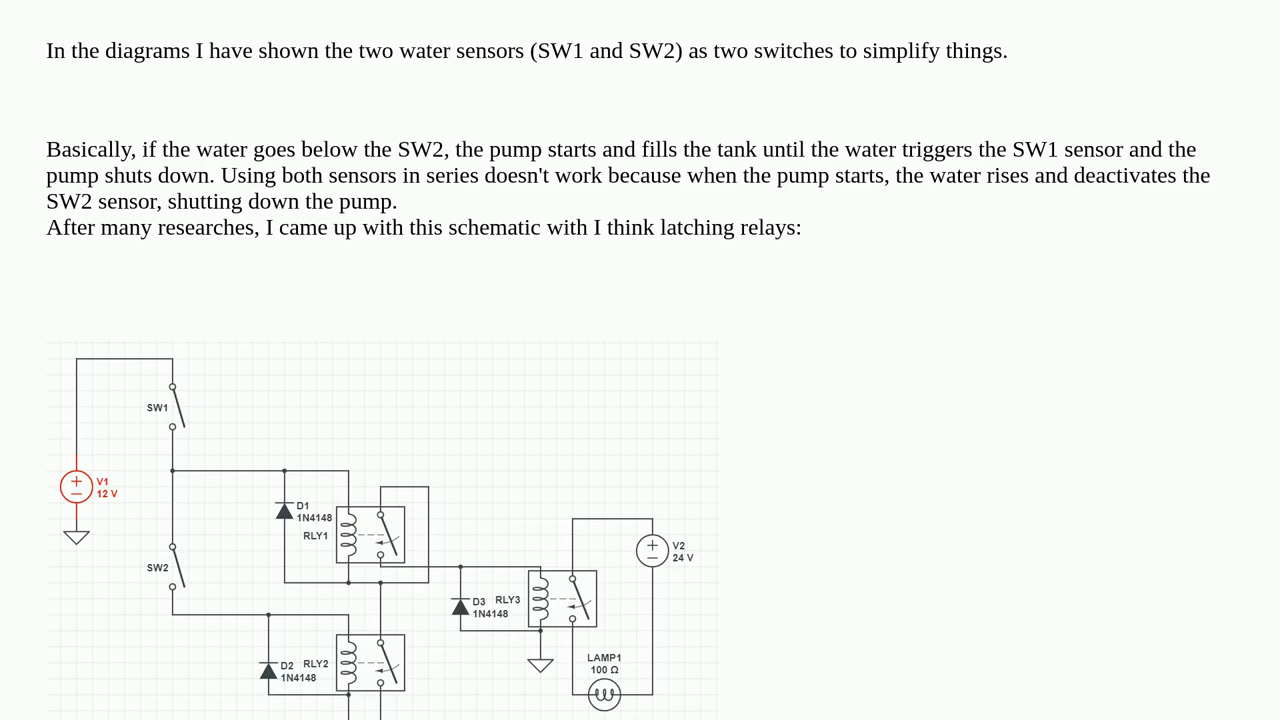 In the diagrams I have shown the two water sensors (SW1 and SW2) as two switches to simplify things.
Basically, if the water goes below the SW2, the pump starts and fills the tank until the water triggers the SW1 sensor and the
pump shuts down. Using both sensors in series doesn't work because when the pump starts, the water rises and deactivates the
SW2 sensor, shutting down the pump.
After many researches, I came up with this schematic with I think latching relays:
SW1
V1
12 V
D1
1N4148
RLY1
V2
24 V
SW2
D3
1N4148
RLY3
D2
1N4148
RLY2
LAMP1
100 Ω